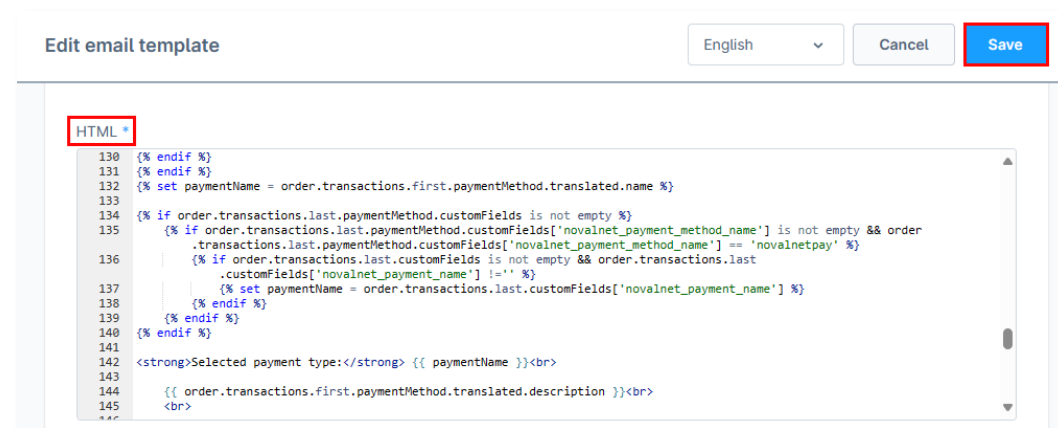 Edit email template
English
Cancel
Save
HTML *
130 {% endif %}
131 {% endif %}
132 {% set paymentName = order.transactions.first.paymentMethod.translated.name %}
133
134 {% if order.transactions.last.paymentMethod.customFields is not empty %}
135 {% if order.transactions.last.paymentMethod.customFields['novalnet_payment_method_name'] is not empty && order
.transactions.last.paymentMethod.customFields['novalnet_payment_method_name'] == 'novalnetpay' %}
136 {% if order.transactions.last.customFields is not empty && order.transactions.last
.customFields['novalnet_payment_name'] !='' %}
137 {% set paymentName = order.transactions.last.customFields['novalnet_payment_name'] %}
138 {% endif %}
139 {% endif %}
140 {% endif %}
141
142 <strong>Selected payment type:</strong> {{ paymentName }}<br>
143
144 {{ order.transactions.first.paymentMethod.translated.description }}<br>
145 <br>